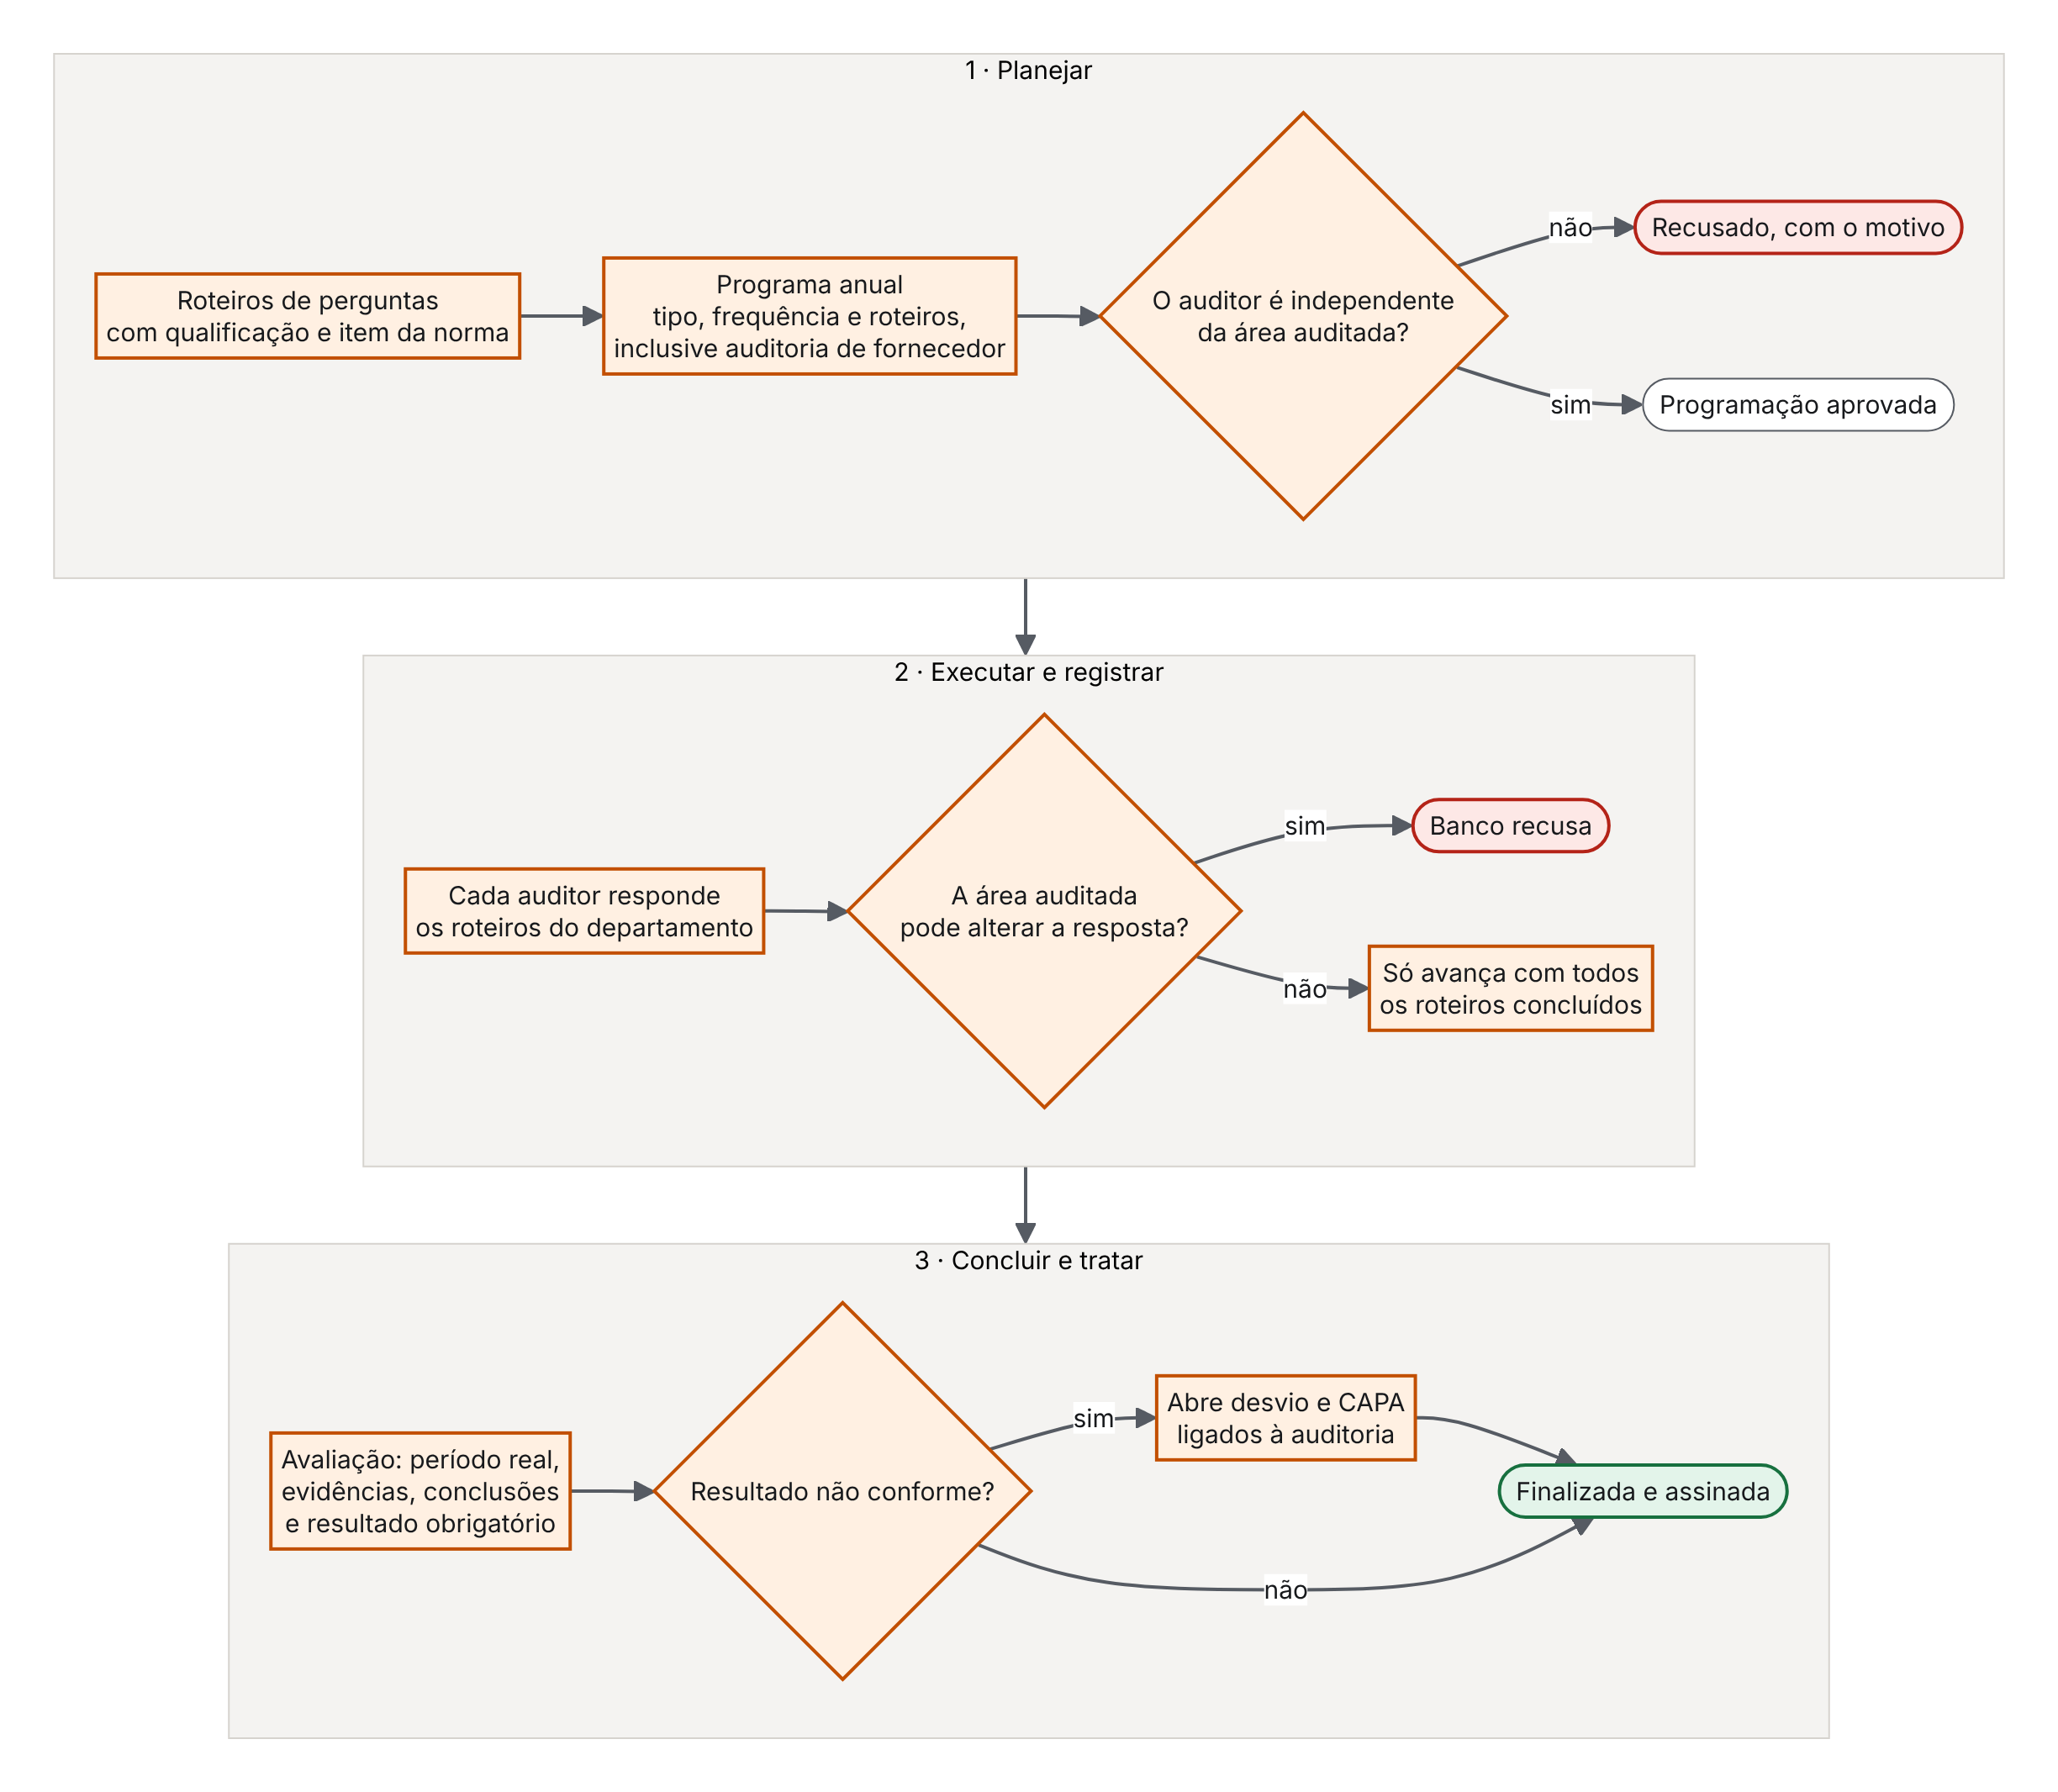 1 · Planejar
Roteiros de perguntas
com qualificação e item da norma
Programa anual
tipo, frequência e roteiros,
inclusive auditoria de fornecedor
O auditor é independente
da área auditada?
não
Recusado, com o motivo
sim
Programação aprovada
2 · Executar e registrar
Cada auditor responde
os roteiros do departamento
A área auditada
pode alterar a resposta?
sim
Banco recusa
não
Só avança com todos
os roteiros concluídos
3 · Concluir e tratar
Avaliação: período real,
evidências, conclusões
e resultado obrigatório
Resultado não conforme?
sim
Abre desvio e CAPA
ligados à auditoria
não
Finalizada e assinada